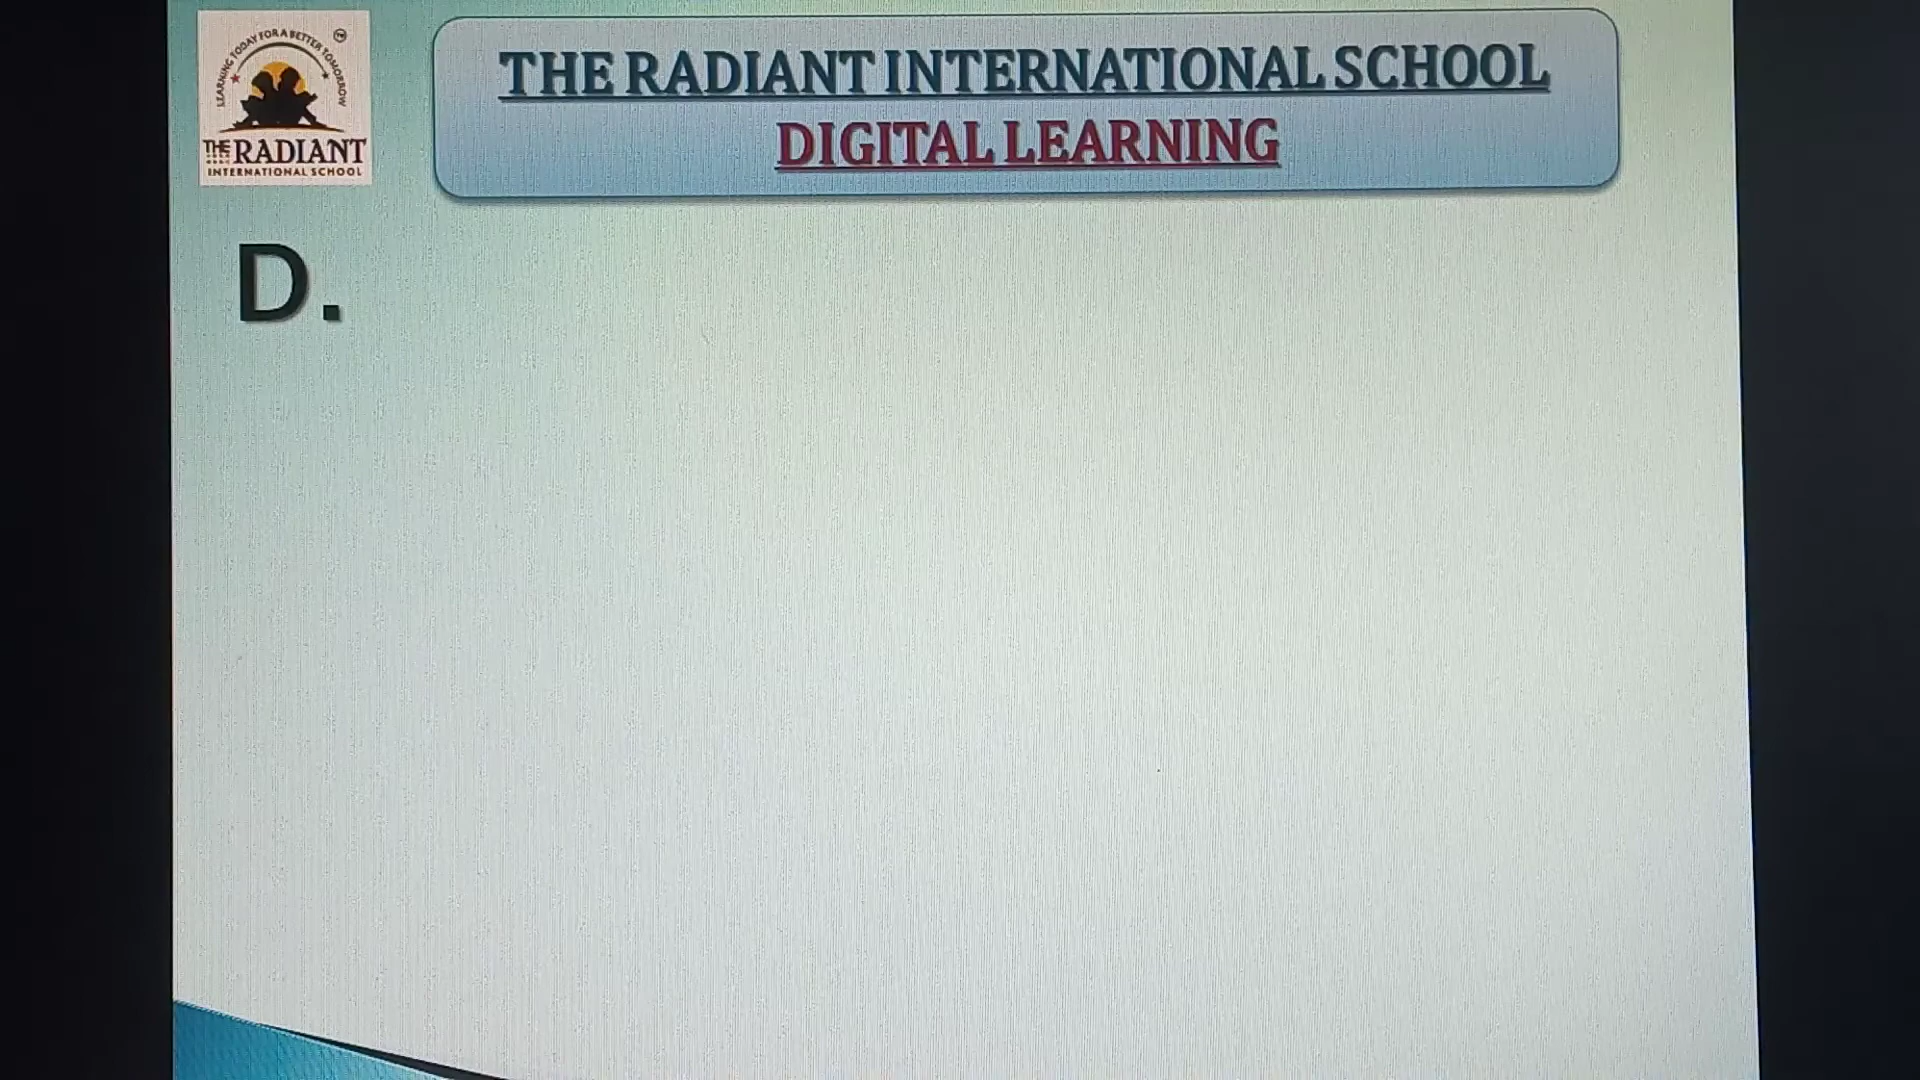 LEARNING TODAY FOR A BETTER TOMORROW
THE RADIANT
INTERNATIONAL SCHOOL
THE RADIANT INTERNATIONAL SCHOOL
DIGITAL LEARNING
D.